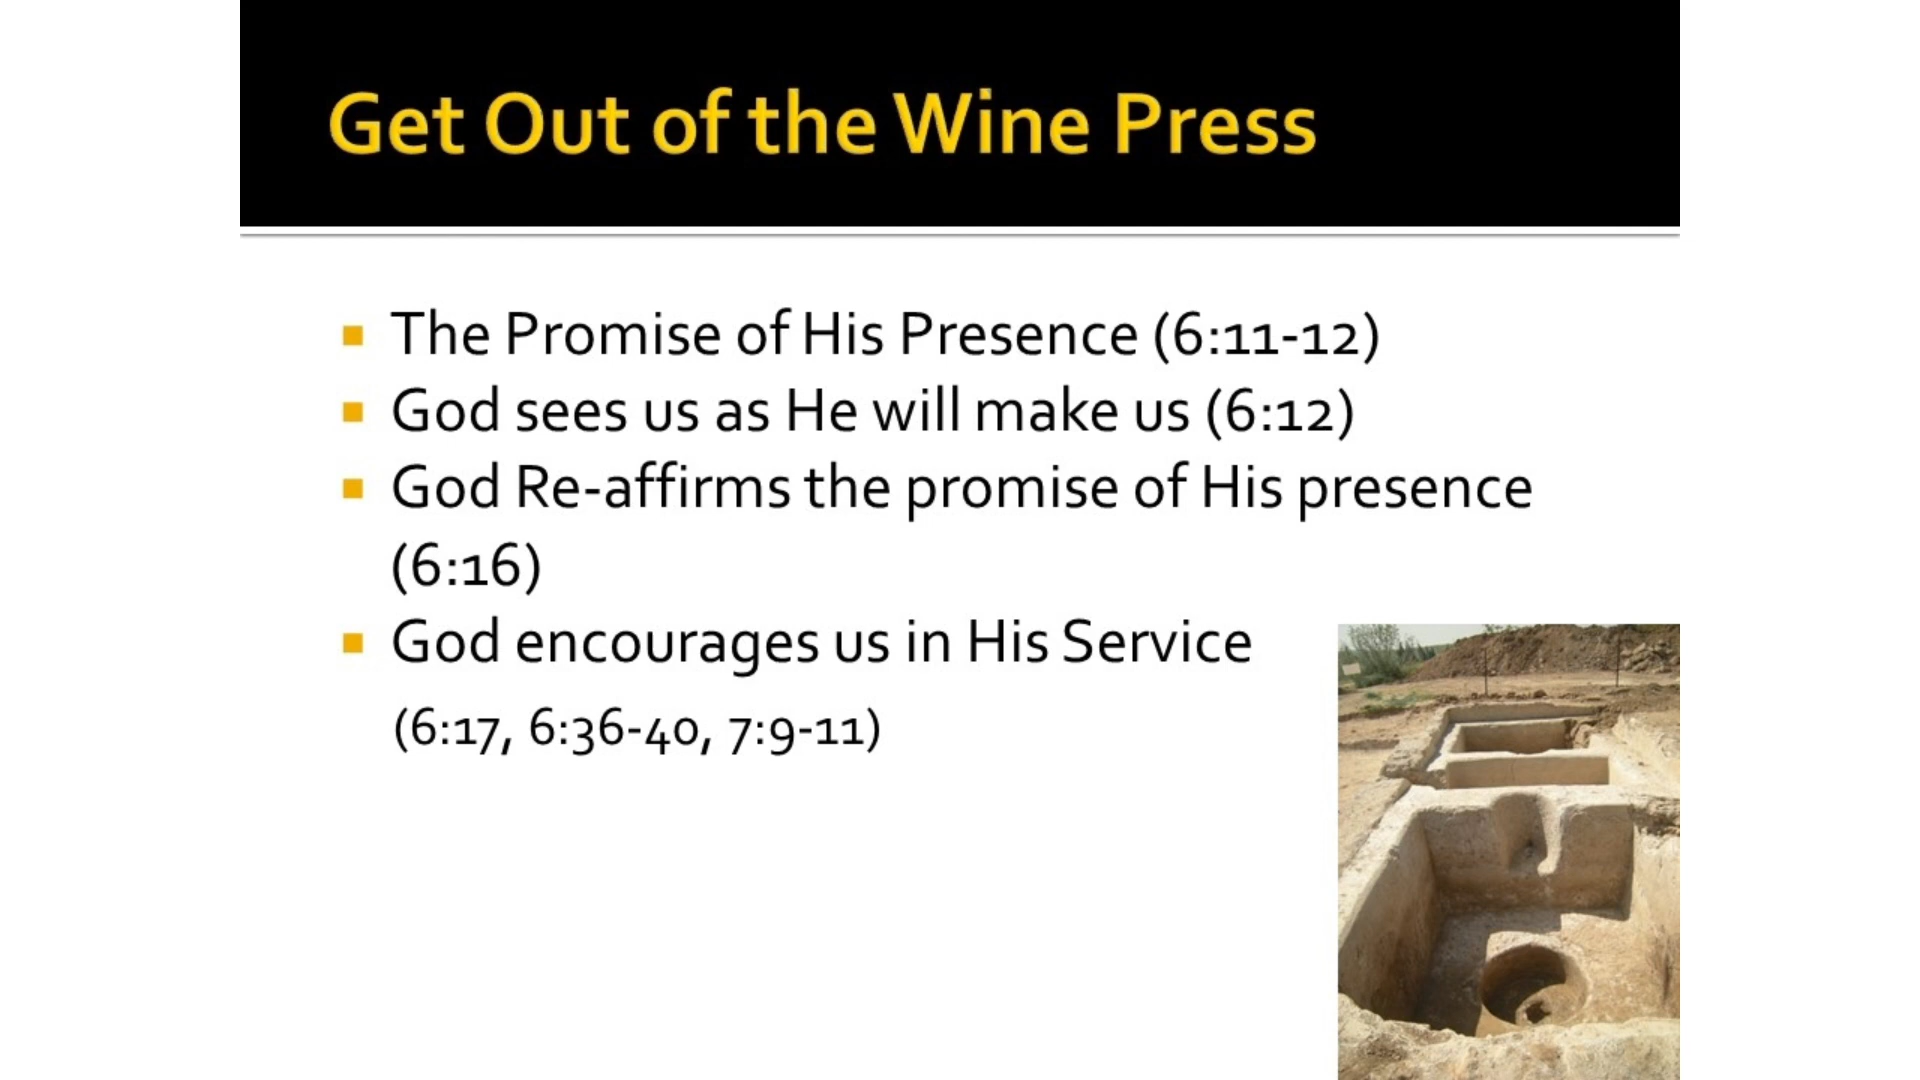 Get Out of the Wine Press
The Promise of His Presence (6:11-12)
God sees us as He will make us (6:12)
God Re-affirms the promise of His presence
(6:16)
God encourages us in His Service
(6:17, 6:36-40, 7:9-11)